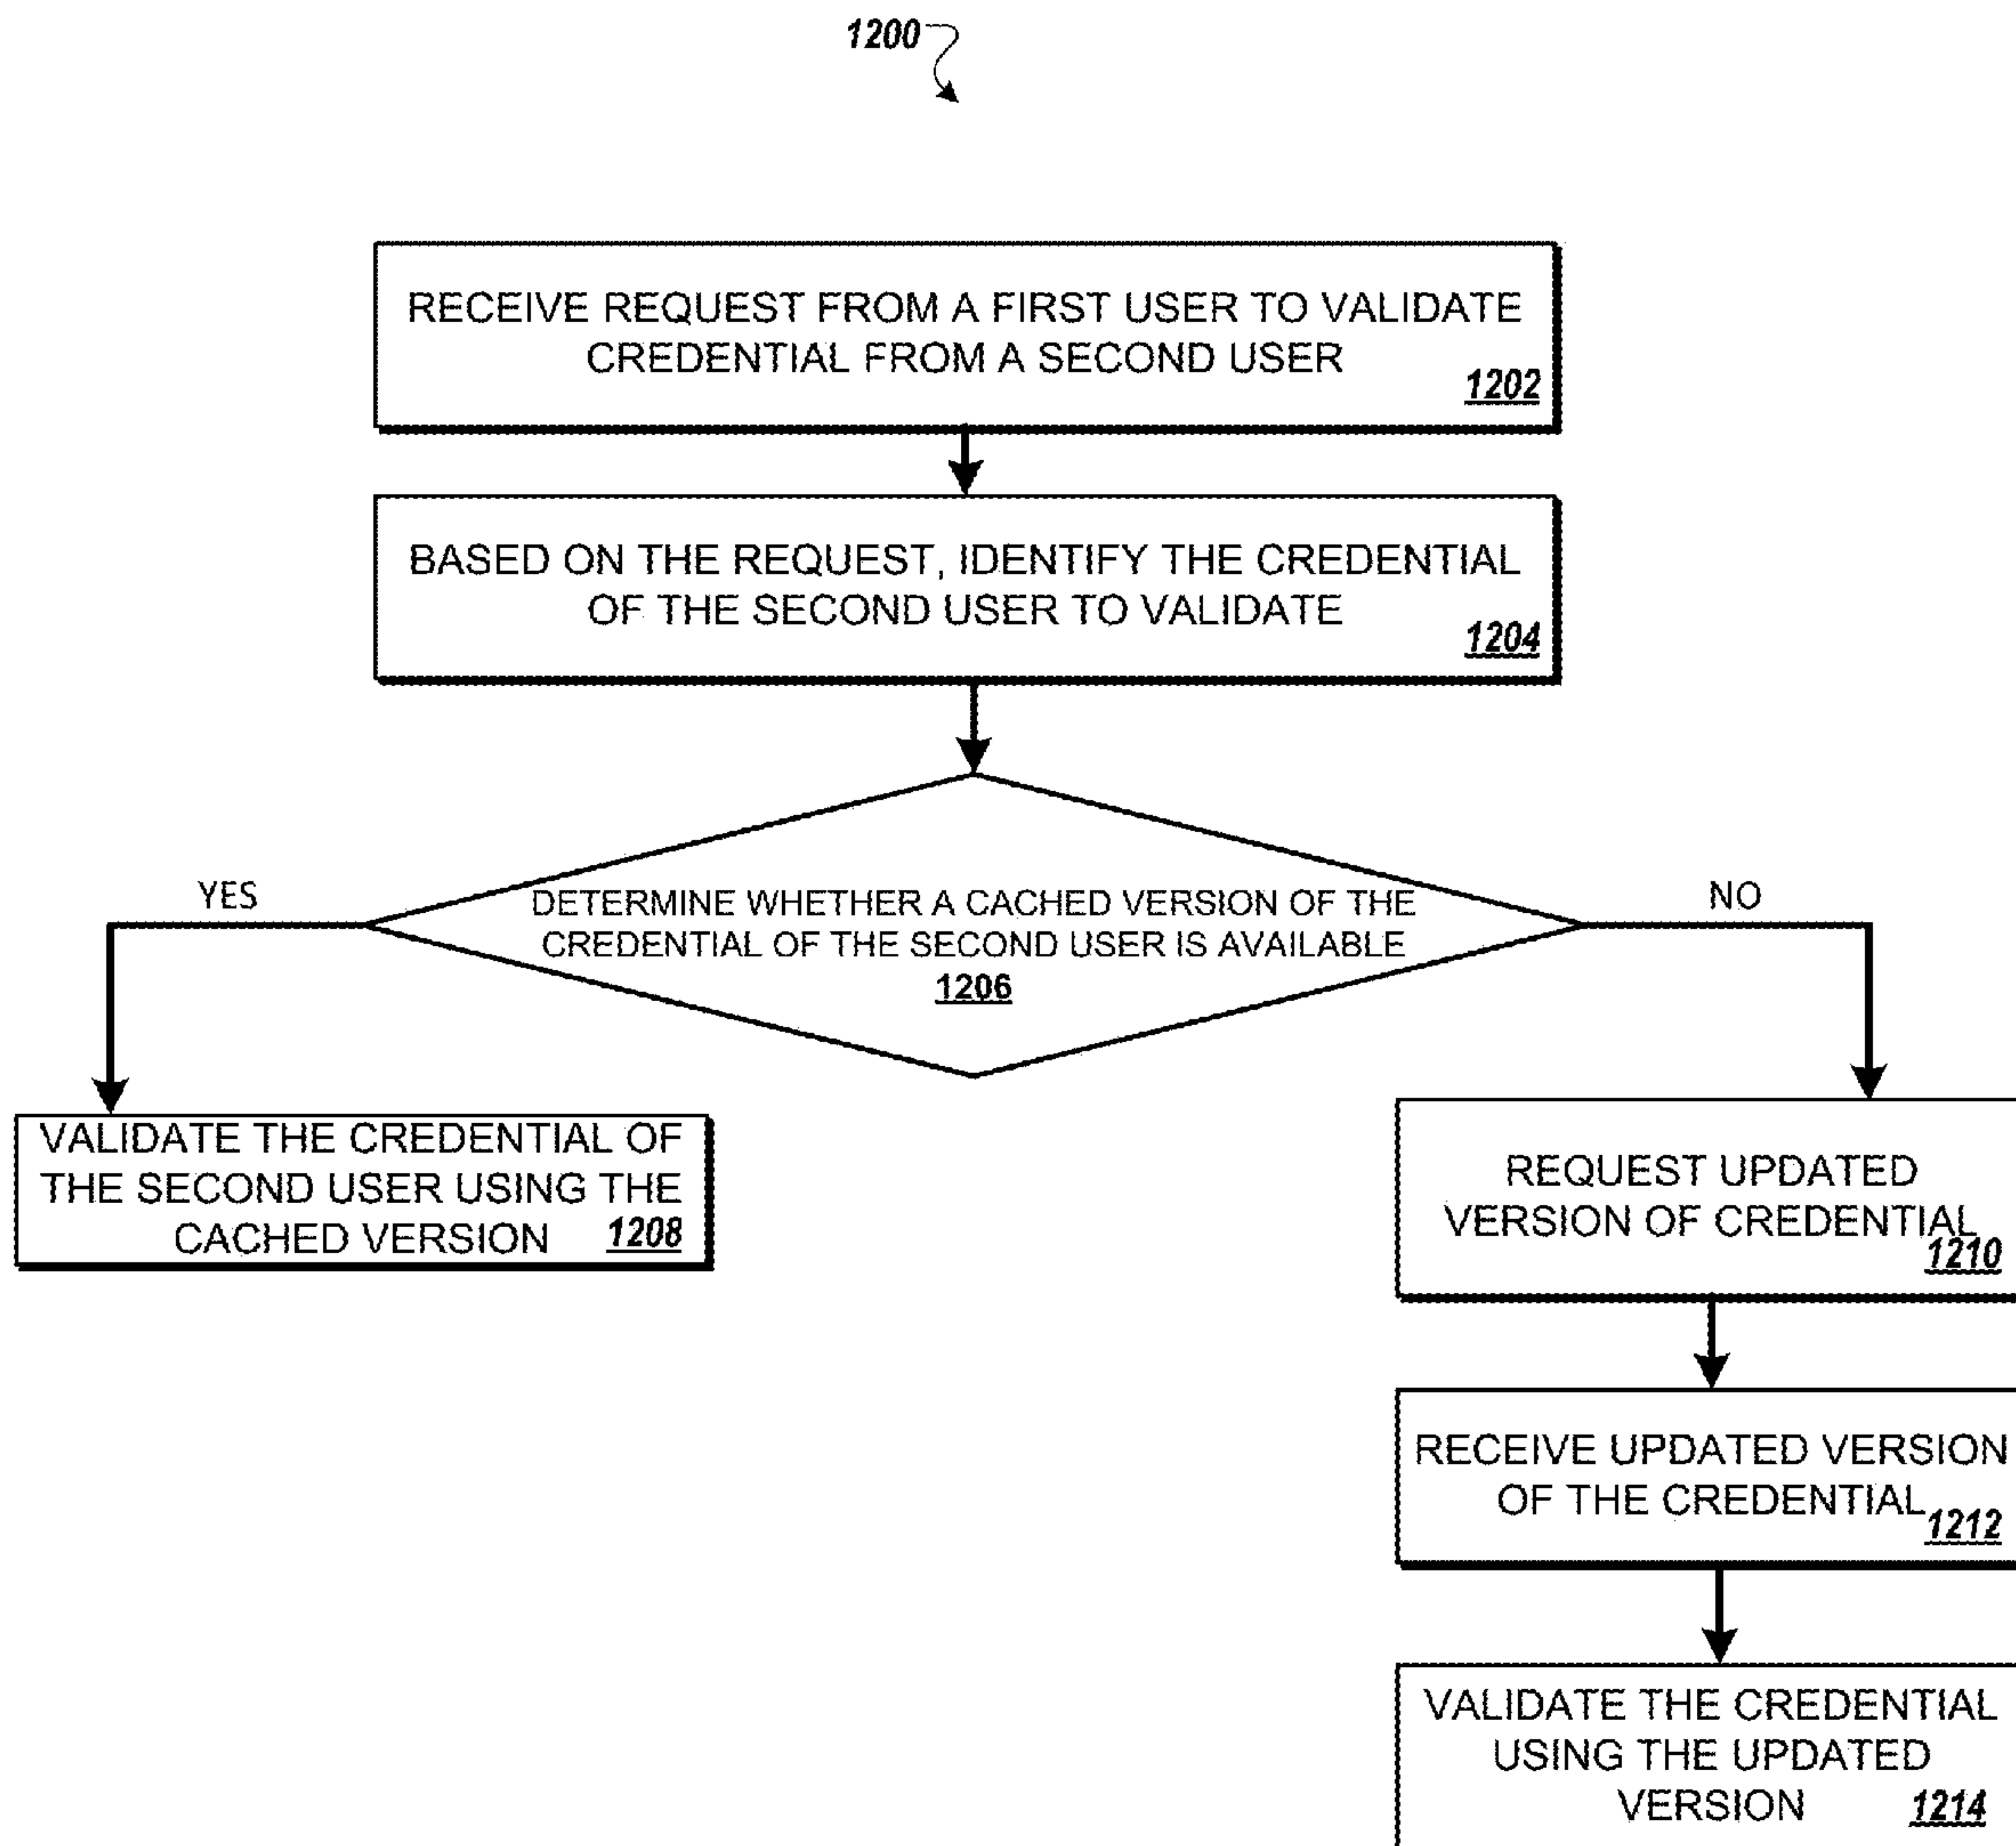 1200
RECEIVE REQUEST FROM A FIRST USER TO VALIDATE
CREDENTIAL FROM A SECOND USER
1202
BASED ON THE REQUEST, IDENTIFY THE CREDENTIAL
OF THE SECOND USER TO VALIDATE
1204
YES
DETERMINE WHETHER A CACHED VERSION OF THE
CREDENTIAL OF THE SECOND USER IS AVAILABLE
1206
NO
VALIDATE THE CREDENTIAL OF
THE SECOND USER USING THE
CACHED VERSION 1208
REQUEST UPDATED
VERSION OF CREDENTIAL
1210
RECEIVE UPDATED VERSION
OF THE CREDENTIAL
1212
VALIDATE THE CREDENTIAL
USING THE UPDATED
VERSION 1214